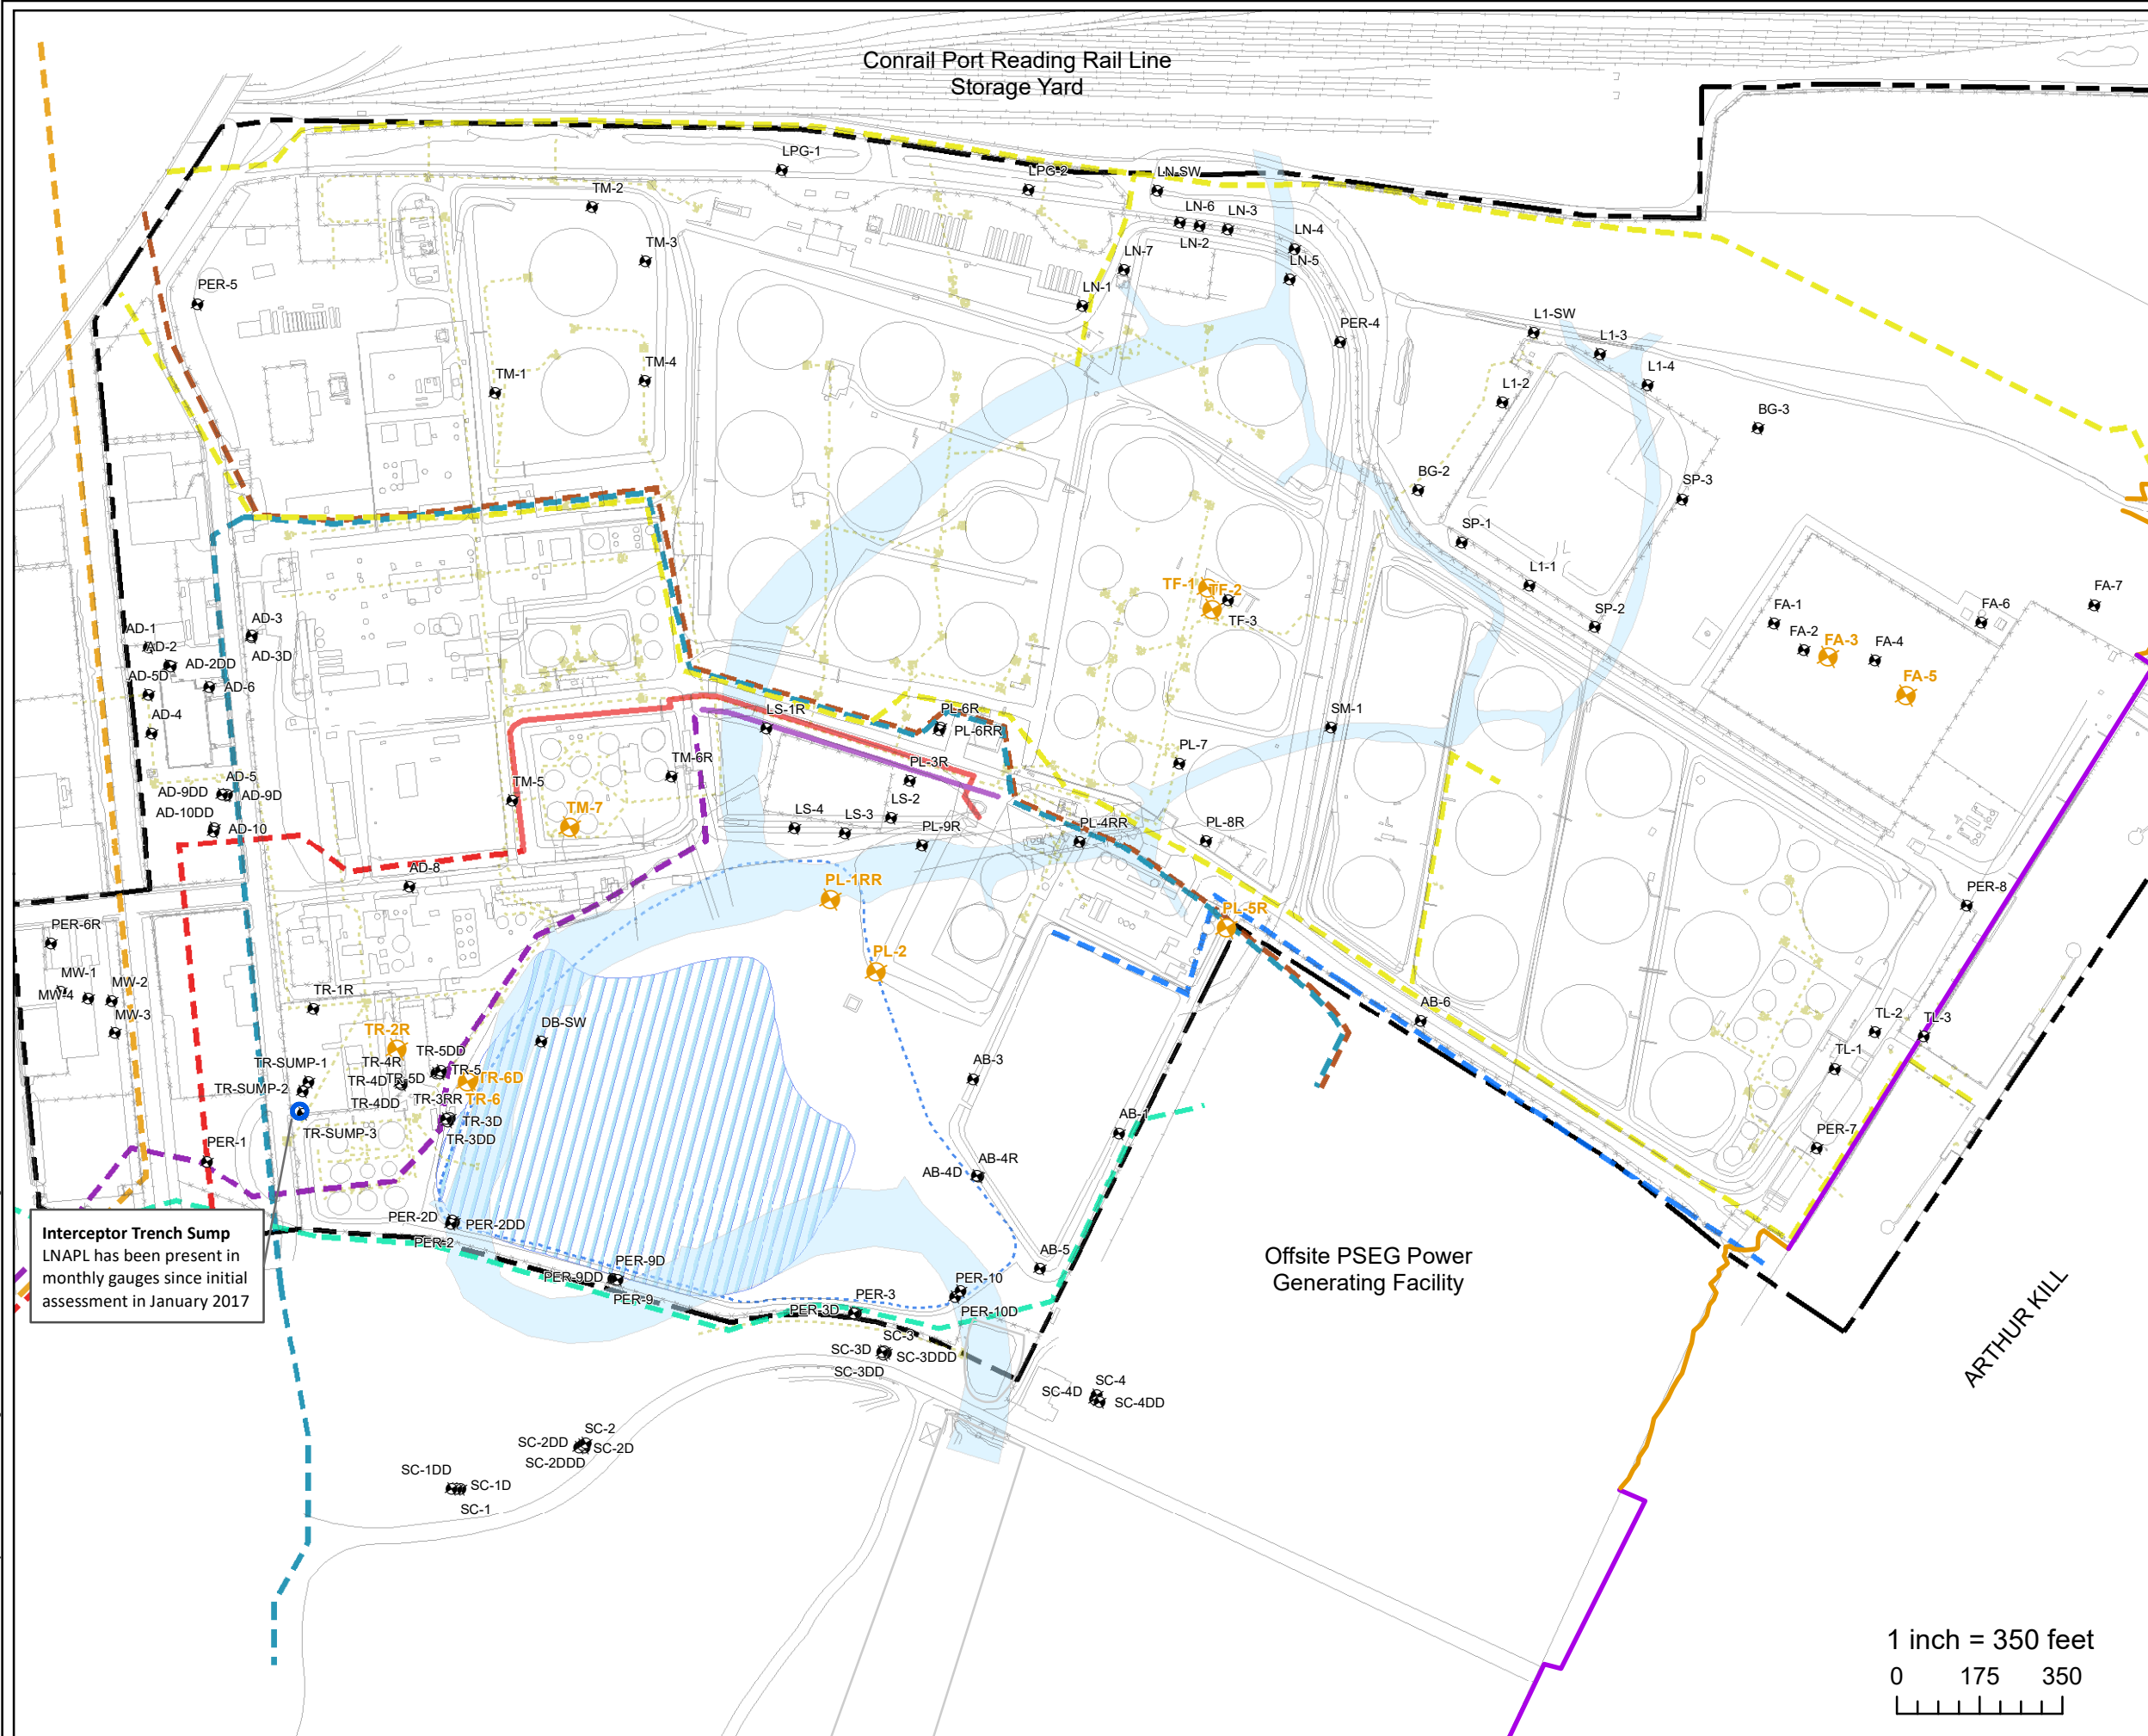 Conrail Port Reading Rail Line
Storage Yard
LPG-1
LPG-2
LN-SW
TM-2
LN-6
LN-3
LN-2
LN-4
TM-3
LN-7
LN-5
PER-5
LN-1
PER-4
L1-SW
L1-3
TM-4
TM-1
L1-4
L1-2
BG-3
BG-2
SP-3
SP-1
TF-1
TF-2
TF-3
L1-1
SP-2
FA-1
FA-2
FA-3
FA-4
FA-5
FA-6
FA-7
AD-1
AD-2
AD-2DD
AD-3
AD-3D
AD-5D
AD-6
AD-4
LS-1R
PL-6R
PL-6RR
SM-1
PL-7
TM-6R
PL-3R
TM-5
TM-7
AD-5
AD-9DD
AD-9D
AD-10DD
AD-10
LS-4
LS-3
LS-2
PL-9R
PL-4RR
PL-8R
AD-8
PL-1RR
PL-5R
PER-8
PER-6R
PL-2
MW-1
MW-4
MW-2
MW-3
TR-1R
DB-SW
AB-6
TL-2
TL-3
TL-1
TR-2R
TR-5DD
TR-4R
TR-5
TR-SUMP-1
TR-4D
TR-5D
TR-6D
TR-SUMP-2
TR-4DD
TR-3RR
TR-6
AB-3
TR-SUMP-3
TR-3D
TR-3DD
AB-1
PER-7
PER-1
AB-4R
AB-4D
PER-2D
PER-2DD
PER-2
Interceptor Trench Sump
LNAPL has been present in
monthly gauges since initial
assessment in January 2017
AB-5
Offsite PSEG Power
Generating Facility
PER-9D
PER-9DD
PER-9
PER-10
PER-3
PER-3D
PER-10D
ARTHUR KILL
SC-3
SC-3D
SC-3DDD
SC-3DD
SC-4
SC-4D
SC-4DD
SC-2
SC-2DD
SC-2D
SC-2DDD
SC-1DD
SC-1D
SC-1
1 inch = 350 feet
0 175 350